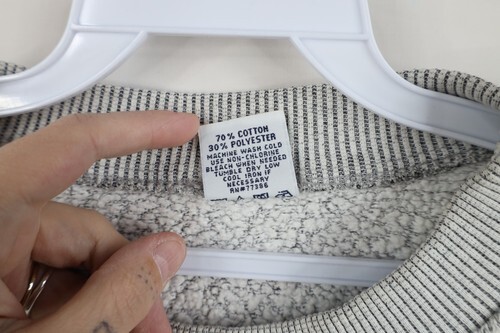 70% COTTON
30% POLYESTER
MACHINE WASH COLD
USE NON-CHLORINE
BLEACH WHEN NEEDED
TUMBLE DRY LOW
COOL IRON IF
NECESSARY
RN#77386